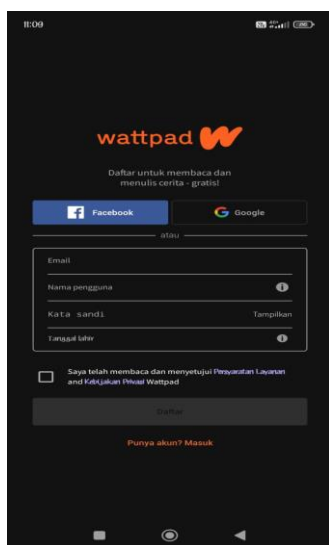 11:09
wattpad
Daftar untuk membaca dan
menulis cerita - gratis!
Facebook
Google
atau
Email
Nama pengguna
Kata sandi
Tampilkan
Tanggal lahir
Saya telah membaca dan menyetujui Persyaratan Layanan
and Kebijakan Privasi Wattpad
Daftar
Punya akun? Masuk